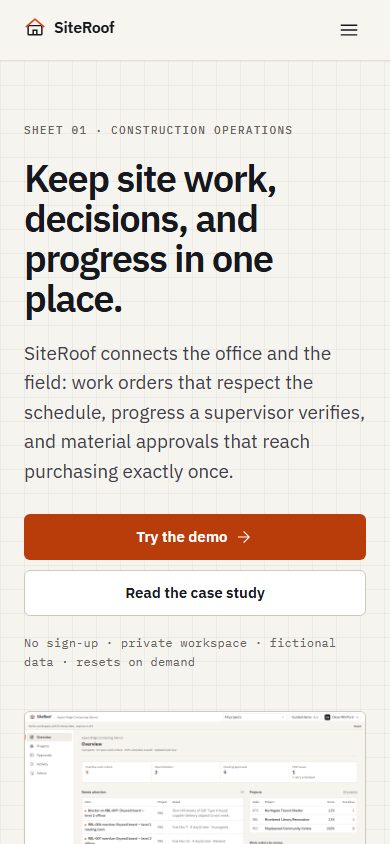 SiteRoof
SHEET 01 · CONSTRUCTION OPERATIONS
Keep site work,
decisions, and
progress in one
place.
SiteRoof connects the office and the
field: work orders that respect the
schedule, progress a supervisor verifies,
and material approvals that reach
purchasing exactly once.
Try the demo →
Read the case study
No sign-up · private workspace · fictional
data · resets on demand
SiteRoof
Overview
Overview
Projects